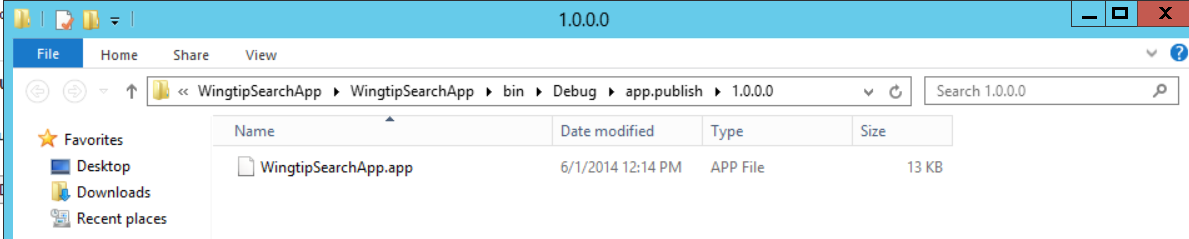 1.0.0.0
X
File Home Share View
« WingtipSearchApp WingtipSearchApp bin Debug app.publish 1.0.0.0 Search 1.0.0.0
Favorites
Desktop
Downloads
Recent places
Name Date modified Type Size
WingtipSearchApp.app 6/1/2014 12:14 PM APP File 13 KB